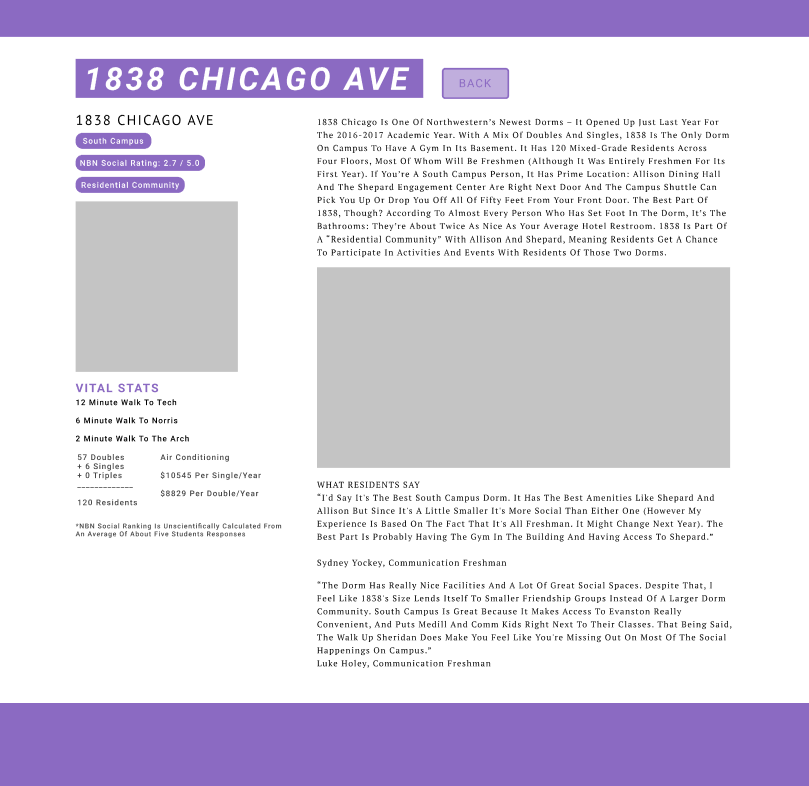 1838 CHICAGO AVE
BACK
1838 CHICAGO AVE
South Campus
NBN Social Rating: 2.7 / 5.0
Residential Community
VITAL STATS
12 Minute Walk To Tech
6 Minute Walk To Norris
2 Minute Walk To The Arch
57 Doubles
+ 6 Singles
+ 0 Triples
_____________
120 Residents
Air Conditioning
$10545 Per Single/Year
$8829 Per Double/Year
*NBN Social Ranking Is Unscientifically Calculated From
An Average Of About Five Students Responses
1838 Chicago Is One Of Northwestern's Newest Dorms – It Opened Up Just Last Year For
The 2016-2017 Academic Year. With A Mix Of Doubles And Singles, 1838 Is The Only Dorm
On Campus To Have A Gym In Its Basement. It Has 120 Mixed-Grade Residents Across
Four Floors, Most Of Whom Will Be Freshmen (Although It Was Entirely Freshmen For Its
First Year). If You're A South Campus Person, It Has Prime Location: Allison Dining Hall
And The Shepard Engagement Center Are Right Next Door And The Campus Shuttle Can
Pick You Up Or Drop You Off All Of Fifty Feet From Your Front Door. The Best Part Of
1838, Though? According To Almost Every Person Who Has Set Foot In The Dorm, It's The
Bathrooms: They're About Twice As Nice As Your Average Hotel Restroom. 1838 Is Part Of
A "Residential Community" With Allison And Shepard, Meaning Residents Get A Chance
To Participate In Activities And Events With Residents Of Those Two Dorms.
WHAT RESIDENTS SAY
"I'd Say It's The Best South Campus Dorm. It Has The Best Amenities Like Shepard And
Allison But Since It's A Little Smaller It's More Social Than Either One (However My
Experience Is Based On The Fact That It's All Freshman. It Might Change Next Year). The
Best Part Is Probably Having The Gym In The Building And Having Access To Shepard."
Sydney Yockey, Communication Freshman
"The Dorm Has Really Nice Facilities And A Lot Of Great Social Spaces. Despite That, I
Feel Like 1838's Size Lends Itself To Smaller Friendship Groups Instead Of A Larger Dorm
Community. South Campus Is Great Because It Makes Access To Evanston Really
Convenient, And Puts Medill And Comm Kids Right Next To Their Classes. That Being Said,
The Walk Up Sheridan Does Make You Feel Like You're Missing Out On Most Of The Social
Happenings On Campus."
Luke Holey, Communication Freshman